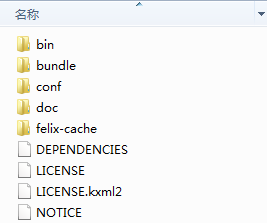 名称
bin
bundle
conf
doc
felix-cache
DEPENDENCIES
LICENSE
LICENSE.kxml2
NOTICE